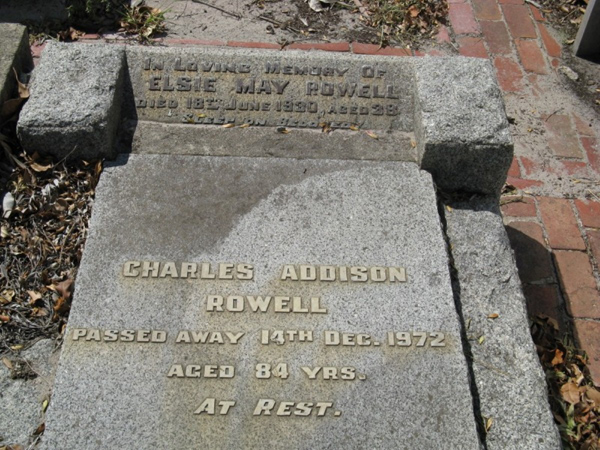 In Loving Memory Of
Elsie May Rowell
Died 18th June 1930, Aged 38
Charles Addison
Rowell
Passed Away 14th Dec. 1972
Aged 84 Yrs.
At Rest.